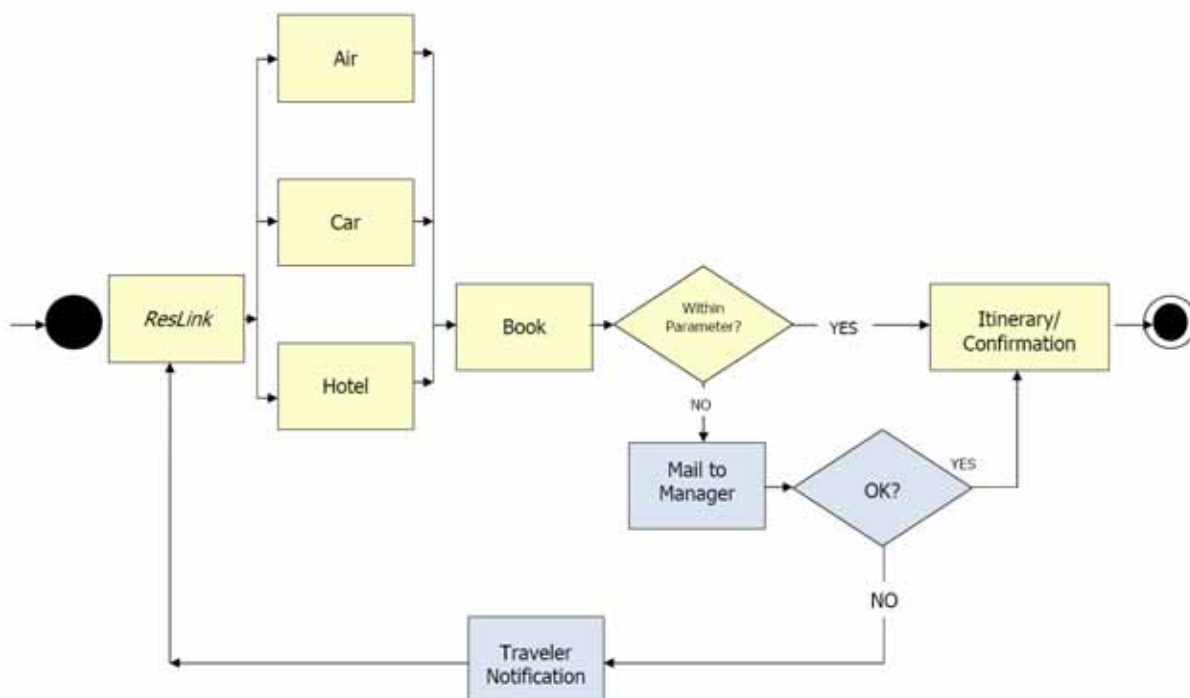 Air
Car
ResLink
Hotel
Book
Within
Parameter?
YES
Itinerary/
Confirmation
NO
Mail to
Manager
OK?
YES
NO
Traveler
Notification